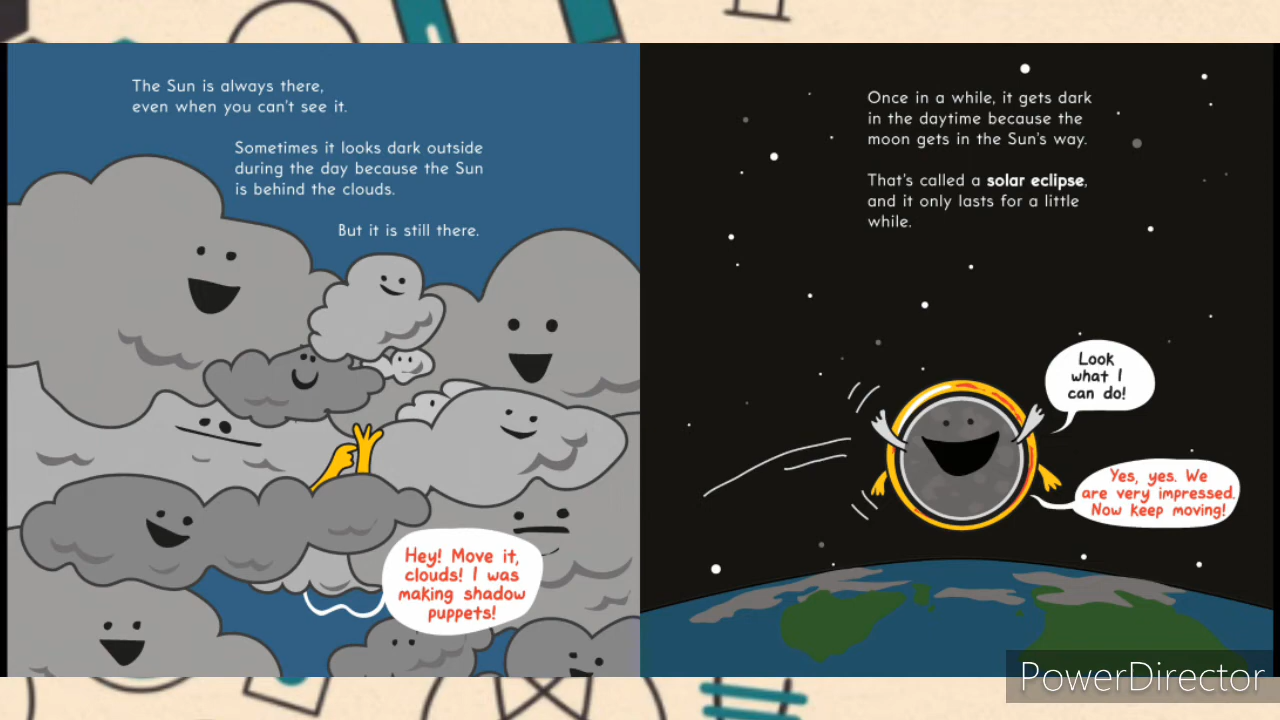 The Sun is always there,
even when you can't see it.
Sometimes it looks dark outside
during the day because the Sun
is behind the clouds.
But it is still there.
Hey! Move it,
clouds! I was
making shadow
puppets!
Once in a while, it gets dark
in the daytime because the
moon gets in the Sun's way.
That's called a solar eclipse,
and it only lasts for a little
while.
Look
what I
can do!
Yes, yes. We
are very impressed.
Now keep moving!
PowerDirector